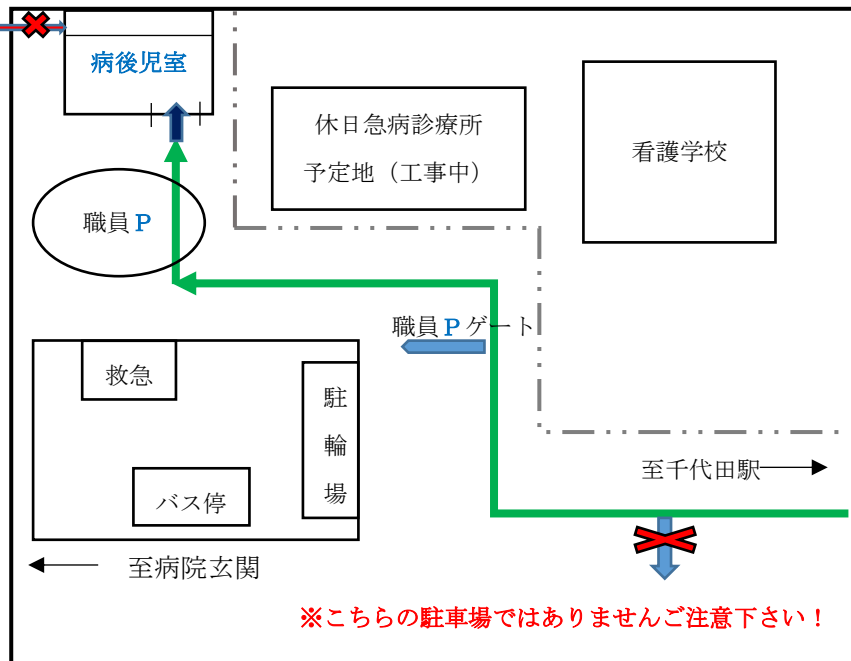 病後児室
休日急病診療所
予定地（工事中）
看護学校
職員Ｐ
職員Ｐゲート
救急
駐輪場
バス停
至千代田駅
至病院玄関
※こちらの駐車場ではありませんご注意下さい！